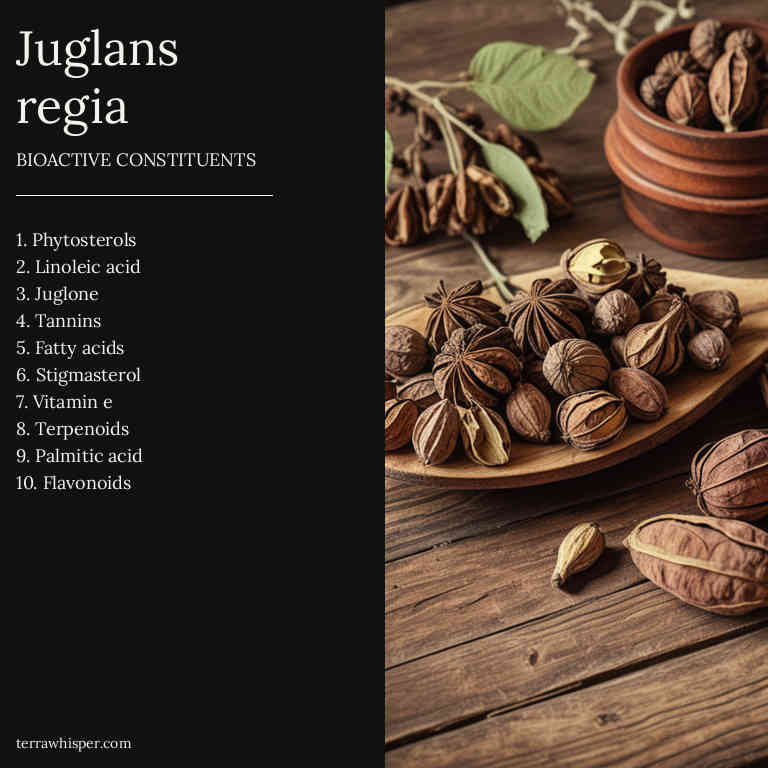 Juglans
regia
BIOACTIVE CONSTITUENTS
1. Phytosterols
2. Linoleic acid
3. Juglone
4. Tannins
5. Fatty acids
6. Stigmasterol
7. Vitamin e
8. Terpenoids
9. Palmitic acid
10. Flavonoids
terrawhisper.com